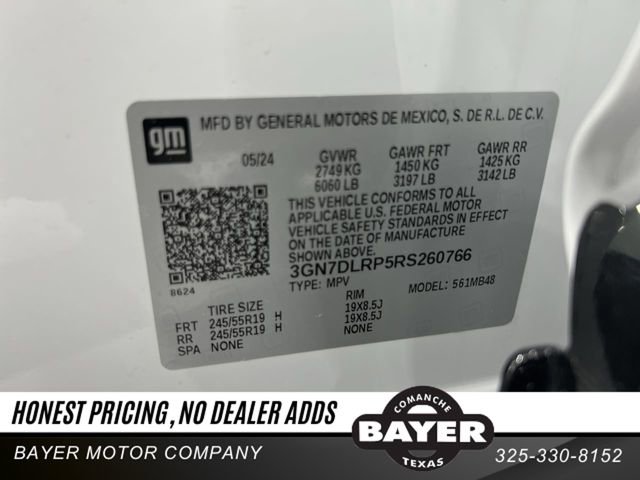 gm
MFD BY GENERAL MOTORS DE MEXICO, S. DE R.L. DE C.V.
05/24 GVWR GAWR FRT GAWR RR
2749 KG 1450 KG 1425 KG
6060 LB 3197 LB 3142 LB
THIS VEHICLE CONFORMS TO ALL
APPLICABLE U.S. FEDERAL MOTOR
VEHICLE SAFETY STANDARDS IN EFFECT
ON THE DATE OF MANUFACTURE SHOWN ABOVE.
3GN7DLRP5RS260766
8624
TYPE: MPV MODEL: 561MB48
TIRE SIZE RIM
FRT 245/55R19 H 19X8.5J
RR 245/55R19 H 19X8.5J
SPA NONE NONE
HONEST PRICING, NO DEALER ADDS
COMANCHE
BAYER
TEXAS
BAYER MOTOR COMPANY 325-330-8152